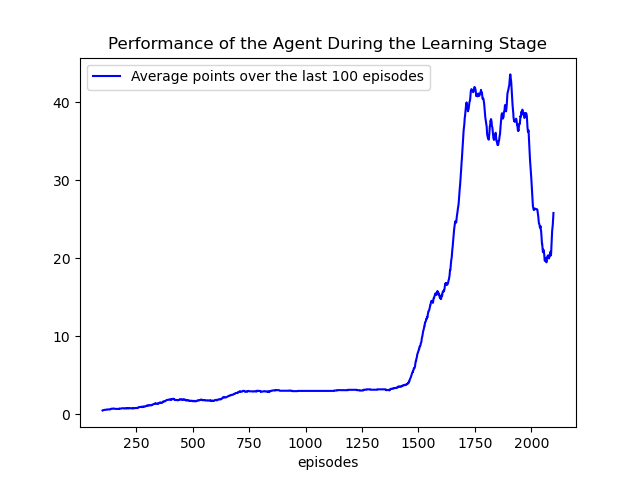 Performance of the Agent During the Learning Stage
Average points over the last 100 episodes
40
30
20
10
0
250 500 750 1000 1250 1500 1750 2000
episodes